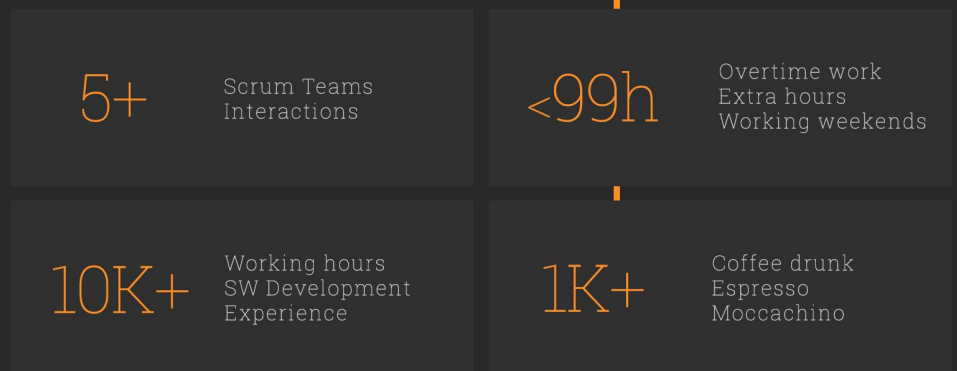 5+
Scrum Teams
Interactions
<99h
Overtime work
Extra hours
Working weekends
10K+
Working hours
SW Development
Experience
1K+
Coffee drunk
Espresso
Moccachino